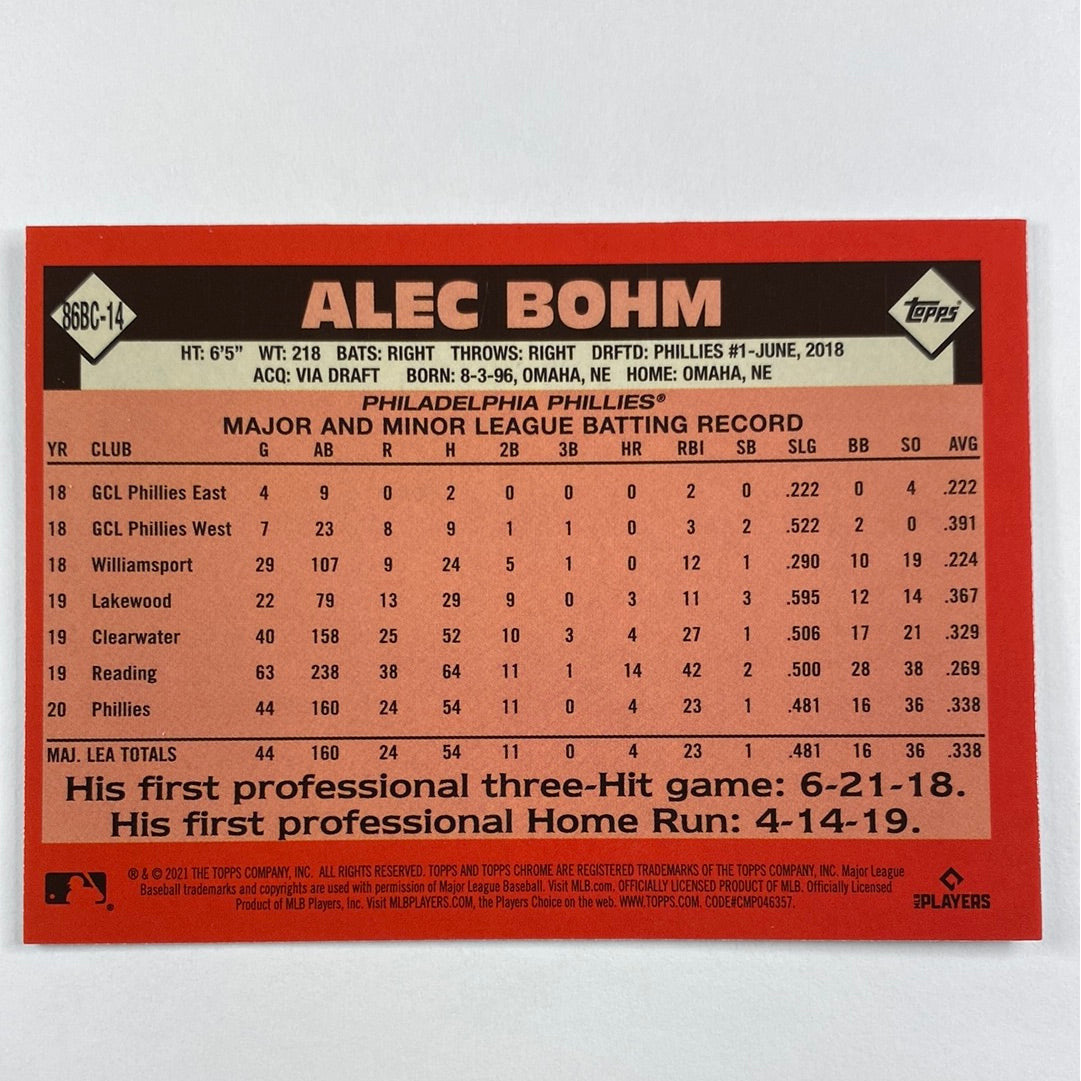 86BC-14
ALEC BOHM
Topps
HT: 6'5" WT: 218 BATS: RIGHT THROWS: RIGHT DRFTD: PHILLIES #1-JUNE, 2018
ACQ: VIA DRAFT BORN: 8-3-96, OMAHA, NE HOME: OMAHA, NE
PHILADELPHIA PHILLIES®
MAJOR AND MINOR LEAGUE BATTING RECORD
YR CLUB G AB R H 2B 3B HR RBI SB SLG BB SO AVG
18 GCL Phillies East 4 9 0 2 0 0 0 2 0 .222 0 4 .222
18 GCL Phillies West 7 23 8 9 1 1 0 3 2 .522 2 0 .391
18 Williamsport 29 107 9 24 5 1 0 12 1 .290 10 19 .224
19 Lakewood 22 79 13 29 9 0 3 11 3 .595 12 14 .367
19 Clearwater 40 158 25 52 10 3 4 27 1 .506 17 21 .329
19 Reading 63 238 38 64 11 1 14 42 2 .500 28 38 .269
20 Phillies 44 160 24 54 11 0 4 23 1 .481 16 36 .338
MAJ. LEA TOTALS 44 160 24 54 11 0 4 23 1 .481 16 36 .338
His first professional three-Hit game: 6-21-18.
His first professional Home Run: 4-14-19.
® & © 2021 THE TOPPS COMPANY, INC. ALL RIGHTS RESERVED. TOPPS AND TOPPS CHROME ARE REGISTERED TRADEMARKS OF THE TOPPS COMPANY, INC. Major League
Baseball trademarks and copyrights are used with permission of Major League Baseball. Visit MLB.com. OFFICIALLY LICENSED PRODUCT OF MLB. Officially Licensed
Product of MLB Players, Inc. Visit MLBPLAYERS.COM, the Players Choice on the web. WWW.TOPPS.COM. CODE#CMP046357.
MLB PLAYERS